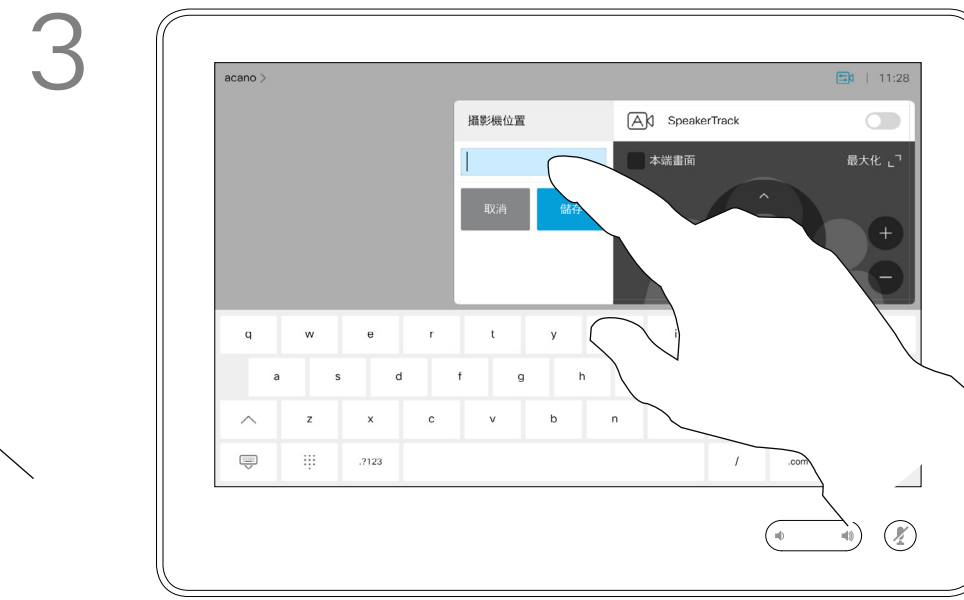 3
acano >
11:28
攝影機位置
SpeakerTrack
本端畫面
最大化
取消
儲存
q w e r t y i
a s d f g h
z x c v b n
.?123 / .com